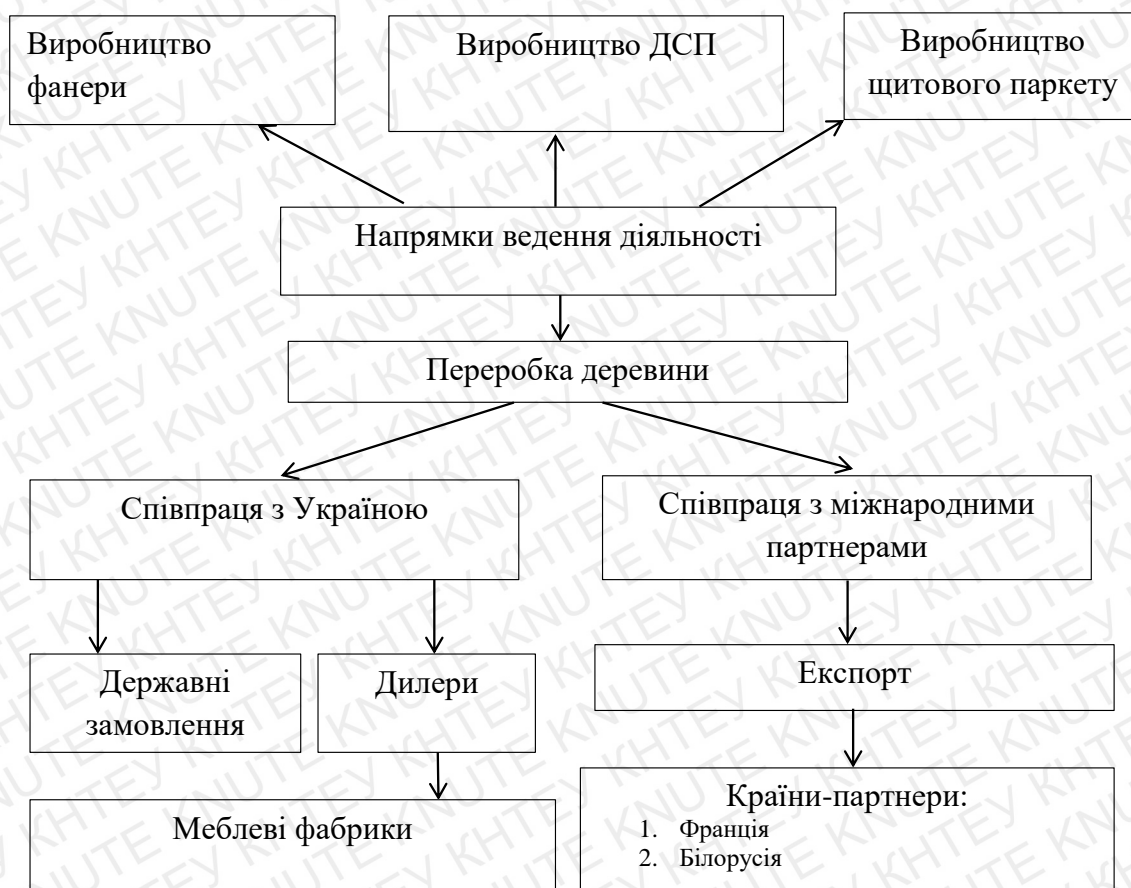 Виробництво
фанери
Виробництво ДСП
Виробництво
щитового паркету
Напрямки ведення діяльності
Переробка деревини
Співпраця з Україною
Співпраця з міжнародними
партнерами
Державні
замовлення
Дилери
Експорт
Меблеві фабрики
Країни-партнери:
1. Франція
2. Білорусія